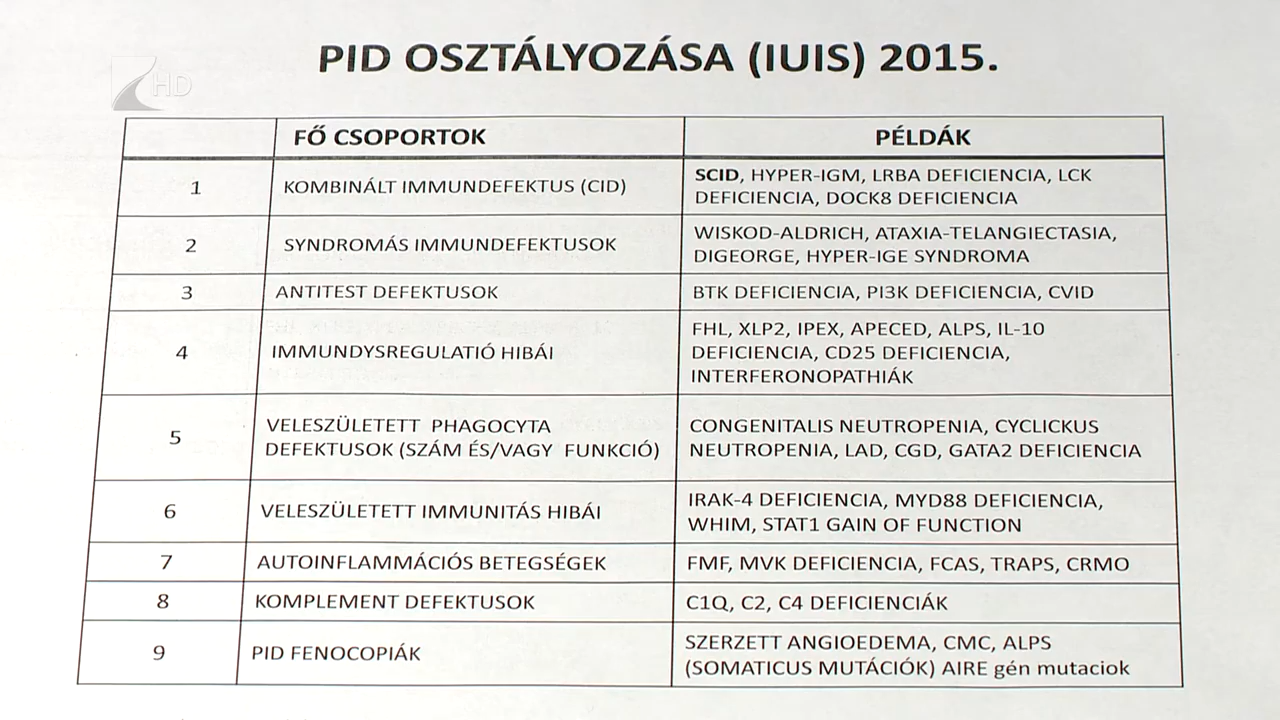 PID OSZTÁLYOZÁSA (IUIS) 2015.
HD
FŐ CSOPORTOK
PÉLDÁK
1
KOMBINÁLT IMMUNDEFEKTUS (CID)
SCID, HYPER-IGM, LRBA DEFICIENCIA, LCK
DEFICIENCIA, DOCK8 DEFICIENCIA
2
SYNDROMÁS IMMUNDEFEKTUSOK
WISKOD-ALDRICH, ATAXIA-TELANGIECTASIA,
DIGEORGE, HYPER-IGE SYNDROMA
3
ANTITEST DEFEKTUSOK
BTK DEFICIENCIA, PI3K DEFICIENCIA, CVID
4
IMMUNDYSREGULATIÓ HIBÁI
FHL, XLP2, IPEX, APECED, ALPS, IL-10
DEFICIENCIA, CD25 DEFICIENCIA,
INTERFERONOPATHIÁK
5
VELESZÜLETETT PHAGOCYTA
DEFEKTUSOK (SZÁM ÉS/VAGY FUNKCIÓ)
CONGENITALIS NEUTROPENIA, CYCLICKUS
NEUTROPENIA, LAD, CGD, GATA2 DEFICIENCIA
6
VELESZÜLETETT IMMUNITÁS HIBÁI
IRAK-4 DEFICIENCIA, MYD88 DEFICIENCIA,
WHIM, STAT1 GAIN OF FUNCTION
7
AUTOINFLAMMÁCIÓS BETEGSÉGEK
FMF, MVK DEFICIENCIA, FCAS, TRAPS, CRMO
8
KOMPLEMENT DEFEKTUSOK
C1Q, C2, C4 DEFICIENCIÁK
9
PID FENOCOPIÁK
SZERZETT ANGIOEDEMA, CMC, ALPS
(SOMATICUS MUTÁCIÓK) AIRE gén mutaciok